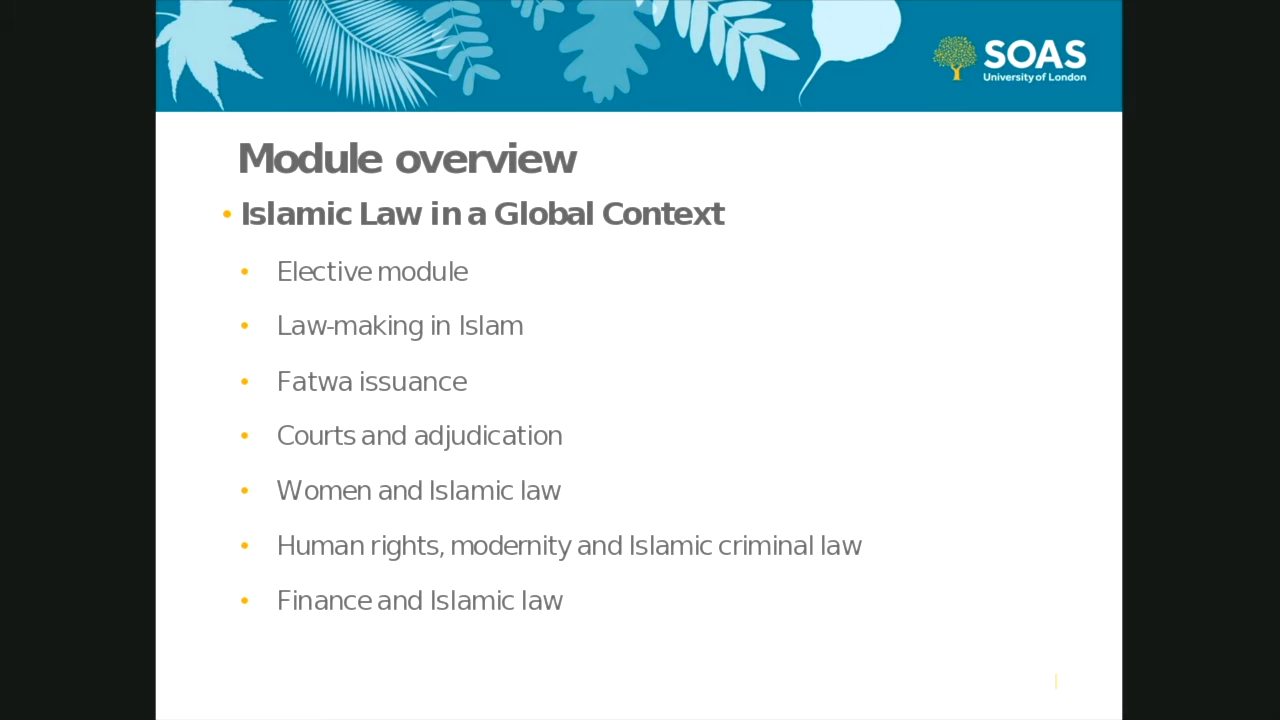 SOAS
University of London
Module overview
• Islamic Law in a Global Context
• Elective module
• Law-making in Islam
• Fatwa issuance
• Courts and adjudication
• Women and Islamic law
• Human rights, modernity and Islamic criminal law
• Finance and Islamic law